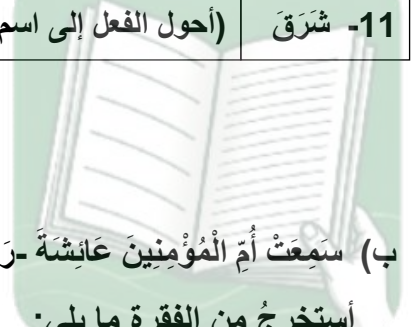 11- شَرَقَ (أحول الفعل إلى اسم
ب) سَمِعَتْ أُمِّ الْمُؤْمِنِينَ عَائِشَةَ -رَ
أستخرجُ من الفقرة ما يلي: